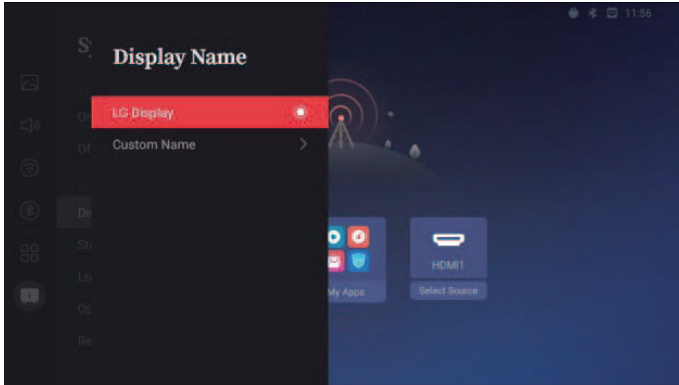 11:56
Display Name
LG Display
Custom Name
HDMI1
My Apps
Select Source